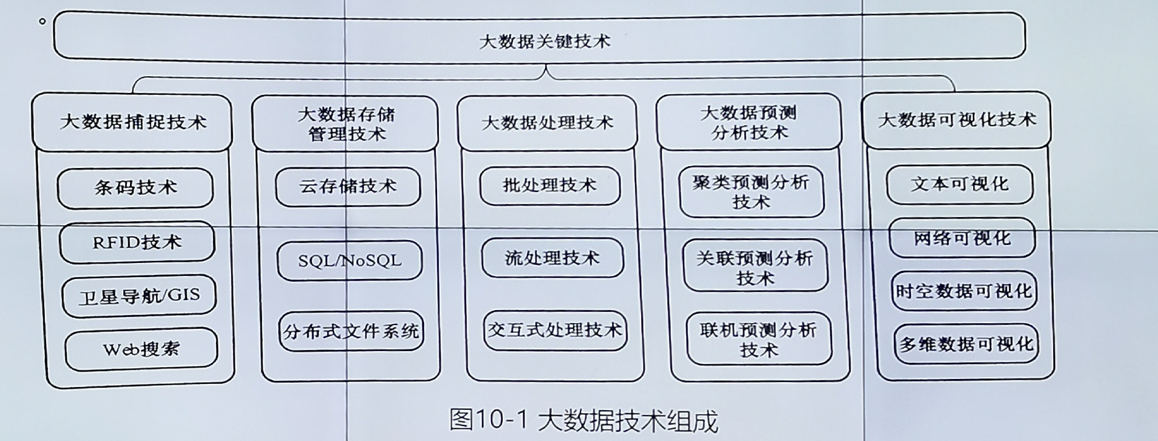 大数据关键技术
大数据捕捉技术
条码技术
RFID技术
卫星导航/GIS
Web搜索
大数据存储
管理技术
云存储技术
SQL/NoSQL
分布式文件系统
大数据处理技术
批处理技术
流处理技术
交互式处理技术
大数据预测
分析技术
聚类预测分析
技术
关联预测分析
技术
联机预测分析
技术
大数据可视化技术
文本可视化
网络可视化
时空数据可视化
多维数据可视化
图10-1 大数据技术组成